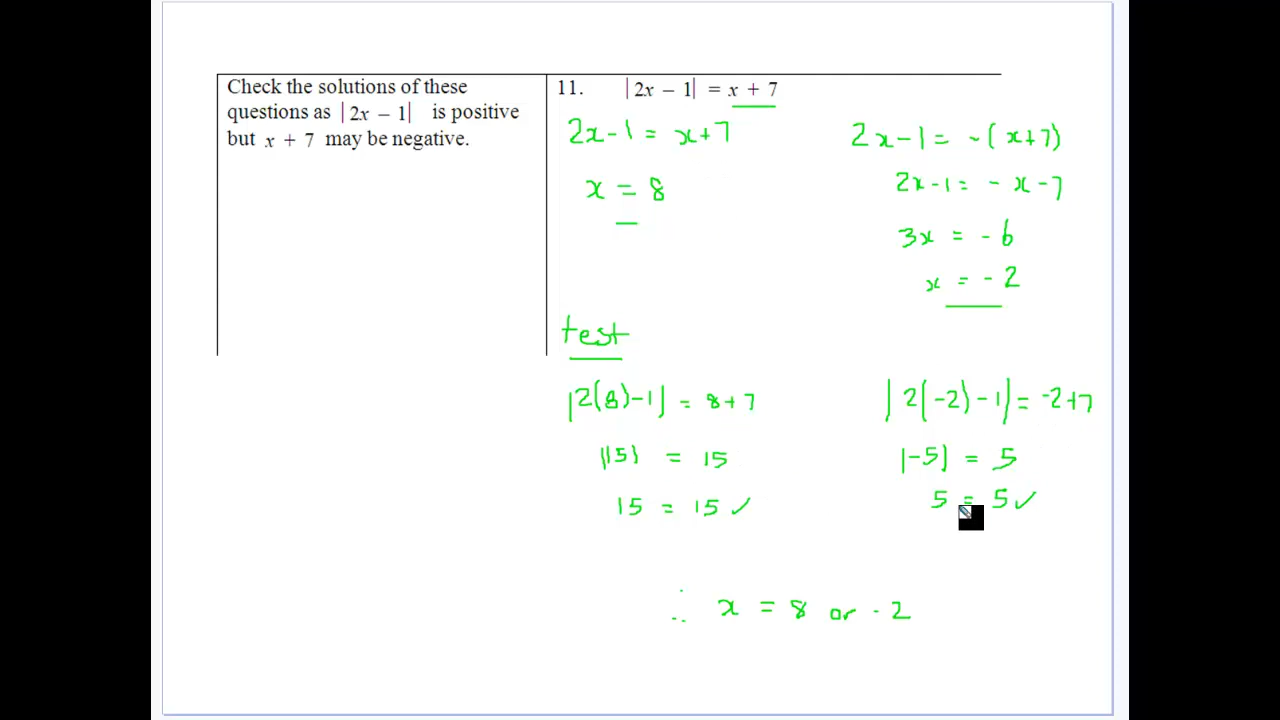 Check the solutions of these
questions as |2x – 1| is positive
but x + 7 may be negative.
11. |2x – 1| = x + 7
2x-1 = x+7
x = 8
2x-1 = -(x+7)
2x-1 = -x-7
3x = -6
x = -2
test
|2(8)-1| = 8+7
|15| = 15
15 = 15 ✓
|2(-2)-1| = -2+7
|-5| = 5
5 = 5 ✓
∴ x = 8 or -2